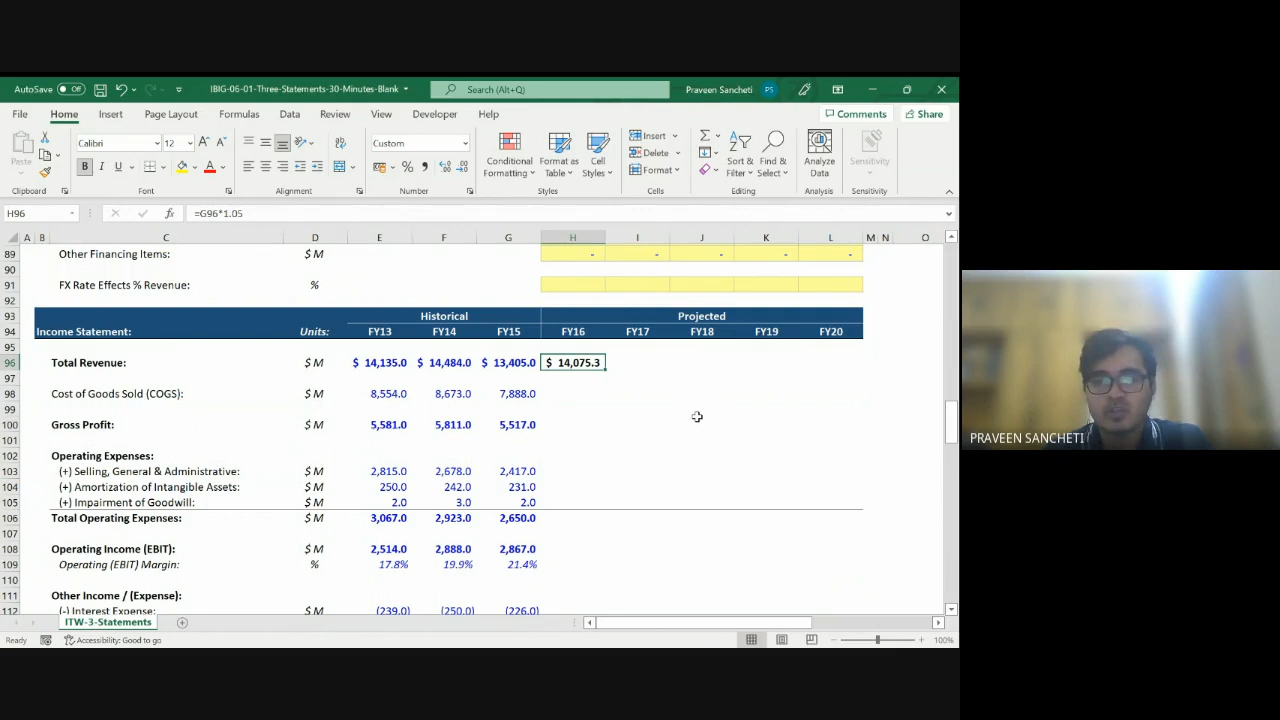 AutoSave Off IBIG-06-01-Three-Statements-30-Minutes-Blank Search (Alt+Q) Praveen Sancheti PS
File Home Insert Page Layout Formulas Data Review View Developer Help Comments Share
Paste Calibri 12 Custom Conditional Formatting Format as Table Cell Styles Insert Delete Format Sort & Filter Find & Select Analyze Data Sensitivity
Clipboard Font Alignment Number Styles Cells Editing Analysis Sensitivity
H96 fx =G96*1.05
A B C D E F G H I J K L M N O
89 Other Financing Items: $ M - - - - -
90
91 FX Rate Effects % Revenue: %
92
93 Historical Projected
94 Income Statement: Units: FY13 FY14 FY15 FY16 FY17 FY18 FY19 FY20
95
96 Total Revenue: $ M $ 14,135.0 $ 14,484.0 $ 13,405.0 $ 14,075.3
97
98 Cost of Goods Sold (COGS): $ M 8,554.0 8,673.0 7,888.0
99
100 Gross Profit: $ M 5,581.0 5,811.0 5,517.0
101
102 Operating Expenses:
103 (+) Selling, General & Administrative: $ M 2,815.0 2,678.0 2,417.0
104 (+) Amortization of Intangible Assets: $ M 250.0 242.0 231.0
105 (+) Impairment of Goodwill: $ M 2.0 3.0 2.0
106 Total Operating Expenses: $ M 3,067.0 2,923.0 2,650.0
107
108 Operating Income (EBIT): $ M 2,514.0 2,888.0 2,867.0
109 Operating (EBIT) Margin: % 17.8% 19.9% 21.4%
110
111 Other Income / (Expense):
112 (-) Interest Expense: $ M (239.0) (250.0) (226.0)
ITW-3-Statements
Ready Accessibility: Good to go 100%
PRAVEEN SANCHETI